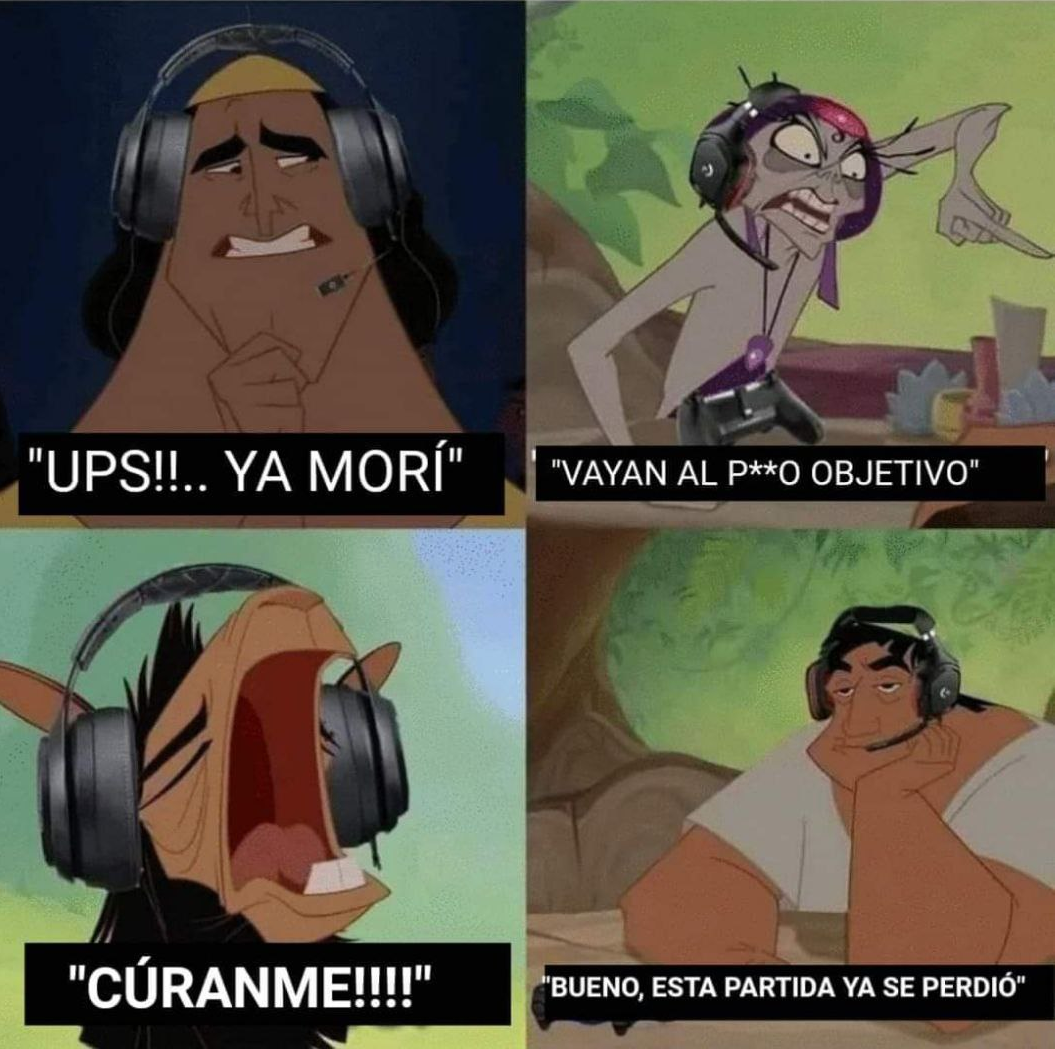 "UPS!!.. YA MORÍ"
"VAYAN AL P**O OBJETIVO"
"CÚRANME!!!!"
"BUENO, ESTA PARTIDA YA SE PERDIÓ"